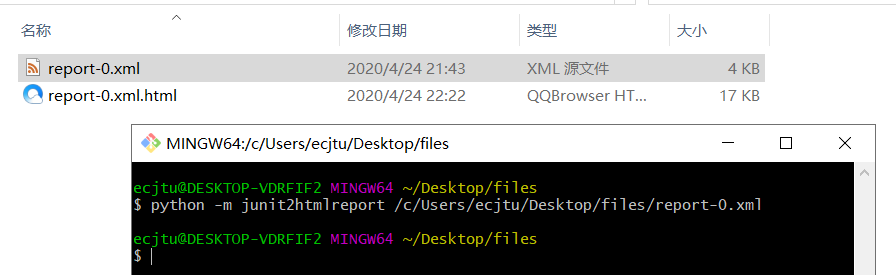 名称 修改日期 类型 大小
report-0.xml 2020/4/24 21:43 XML 源文件 4 KB
report-0.xml.html 2020/4/24 22:22 QQBrowser HT... 17 KB
MINGW64:/c/Users/ecjtu/Desktop/files
ecjtu@DESKTOP-VDRFIF2 MINGW64 ~/Desktop/files
$ python -m junit2htmlreport /c/Users/ecjtu/Desktop/files/report-0.xml
ecjtu@DESKTOP-VDRFIF2 MINGW64 ~/Desktop/files
$